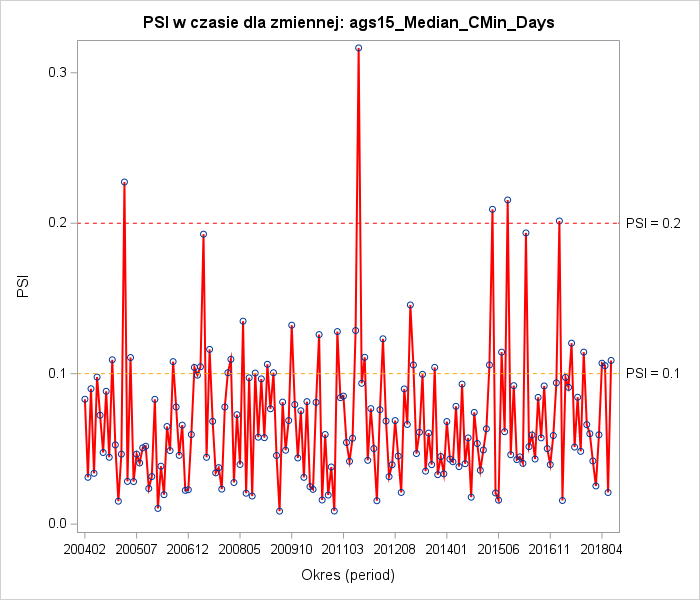 PSI w czasie dla zmiennej: ags15_Median_CMin_Days
0.3
0.2
0.1
0.0
PSI
PSI = 0.2
PSI = 0.1
200402 200507 200612 200805 200910 201103 201208 201401 201506 201611 201804
Okres (period)